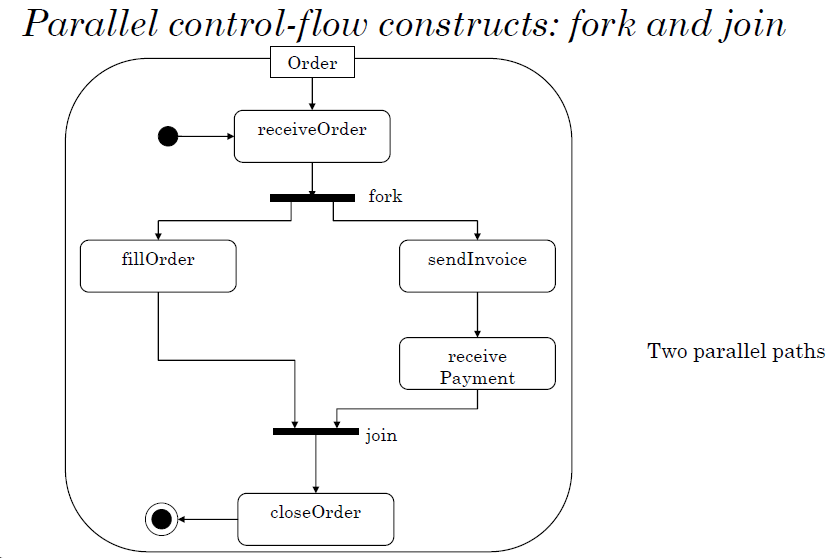 Parallel control-flow constructs: fork and join
Order
receiveOrder
fork
fillOrder
sendInvoice
receive
Payment
Two parallel paths
join
closeOrder